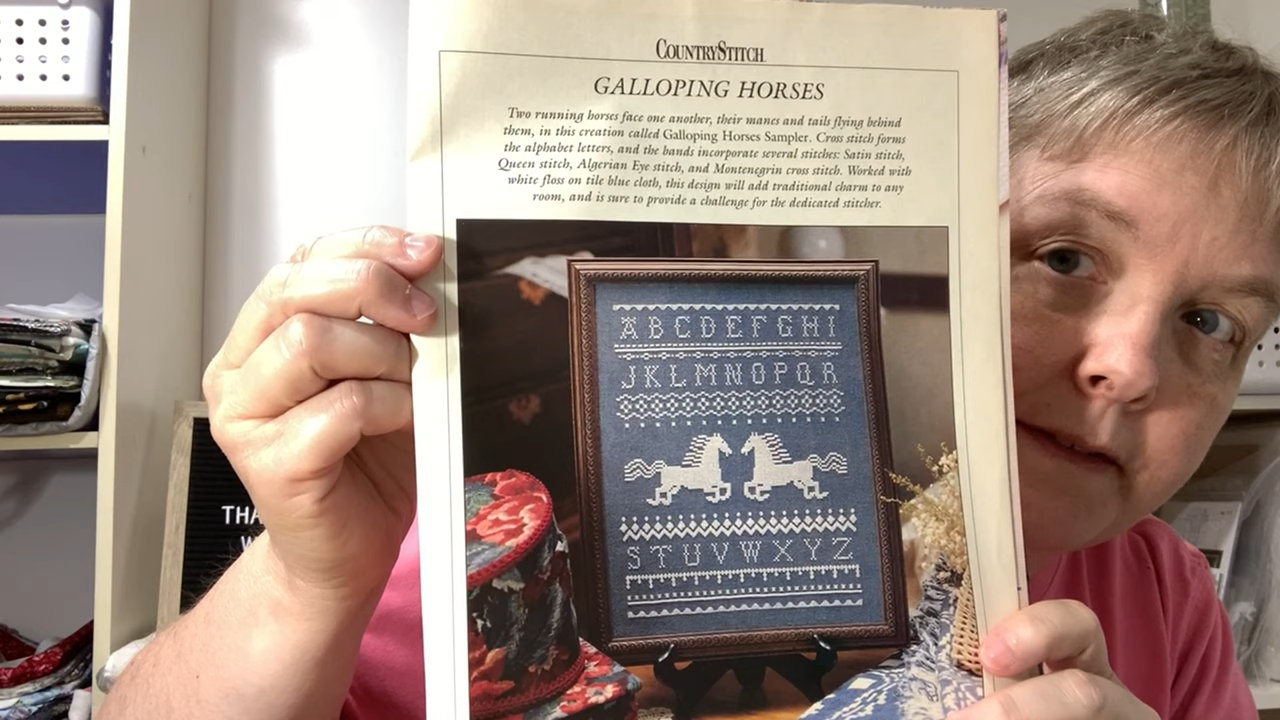 COUNTRYSTITCH
GALLOPING HORSES
Two running horses face one another, their manes and tails flying behind
them, in this creation called Galloping Horses Sampler. Cross stitch forms
the alphabet letters, and the bands incorporate several stitches: Satin stitch,
Queen stitch, Algerian Eye stitch, and Montenegrin cross stitch. Worked with
white floss on tile blue cloth, this design will add traditional charm to any
room, and is sure to provide a challenge for the dedicated stitcher.
ABCDEFGHI
JKLMNOPQR
STUVWXYZ